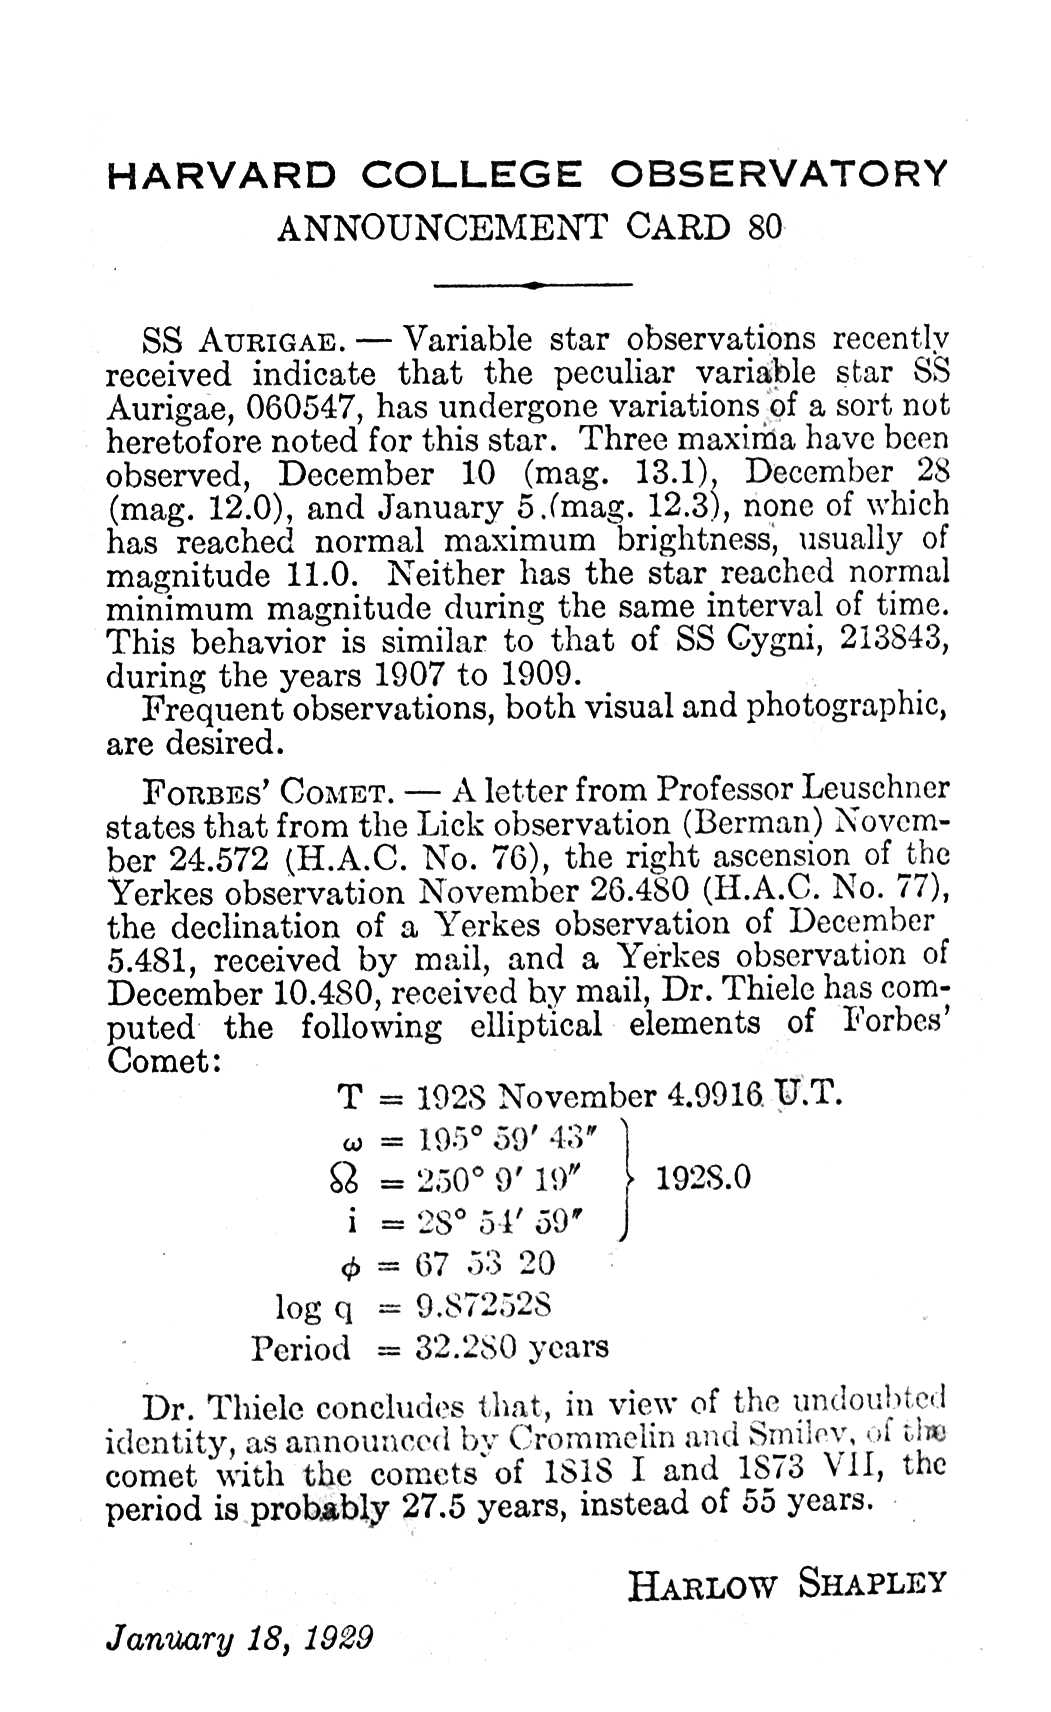 HARVARD COLLEGE OBSERVATORY
ANNOUNCEMENT CARD 80
SS AURIGAE. — Variable star observations recently
received indicate that the peculiar variable star SS
Aurigae, 060547, has undergone variations of a sort not
heretofore noted for this star. Three maxima have been
observed, December 10 (mag. 13.1), December 28
(mag. 12.0), and January 5 (mag. 12.3), none of which
has reached normal maximum brightness, usually of
magnitude 11.0. Neither has the star reached normal
minimum magnitude during the same interval of time.
This behavior is similar to that of SS Cygni, 213843,
during the years 1907 to 1909.
Frequent observations, both visual and photographic,
are desired.
FORBES' COMET. — A letter from Professor Leuschner
states that from the Lick observation (Berman) Novem-
ber 24.572 (H.A.C. No. 76), the right ascension of the
Yerkes observation November 26.480 (H.A.C. No. 77),
the declination of a Yerkes observation of December
5.481, received by mail, and a Yerkes observation of
December 10.480, received by mail, Dr. Thiele has com-
puted the following elliptical elements of Forbes'
Comet:
T = 1928 November 4.9916 U.T.
ω = 195° 59′ 43″
☊ = 250° 9′ 19″ } 1928.0
i = 28° 54′ 59″
φ = 67 53 20
log q = 9.872528
Period = 32.280 years
Dr. Thiele concludes that, in view of the undoubted
identity, as announced by Crommelin and Smiley, of the
comet with the comets of 1818 I and 1873 VII, the
period is probably 27.5 years, instead of 55 years.
HARLOW SHAPLEY
January 18, 1929